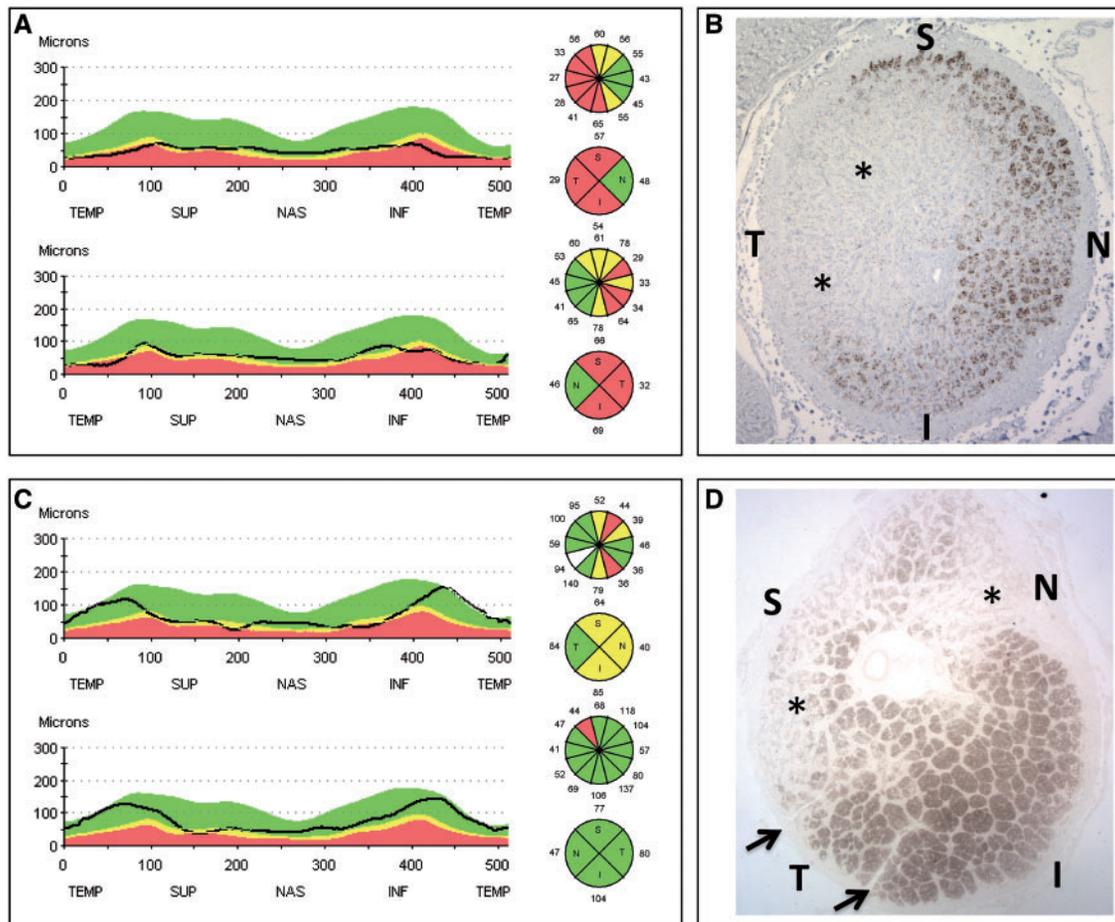 A
Microns
300
200
100
0
0 100 200 300 400 500
TEMP SUP NAS INF TEMP
60
56 56
33 55
27 43
28 45
41 55
65
57
S
29 T N 48
I
54
Microns
300
200
100
0
0 100 200 300 400 500
TEMP SUP NAS INF TEMP
61
60 78
53 29
46 33
41 34
65 64
78
66
S
46 N T 32
I
69
B
S
*
T N
*
I
C
Microns
300
200
100
0
0 100 200 300 400 500
TEMP SUP NAS INF TEMP
52
95 44
100 39
59 46
94 36
140 36
79
64
S
84 T N 40
I
85
Microns
300
200
100
0
0 100 200 300 400 500
TEMP SUP NAS INF TEMP
68
44 118
47 104
41 57
52 80
69 137
106
77
S
47 N T 80
I
104
D
S * N
*
T I